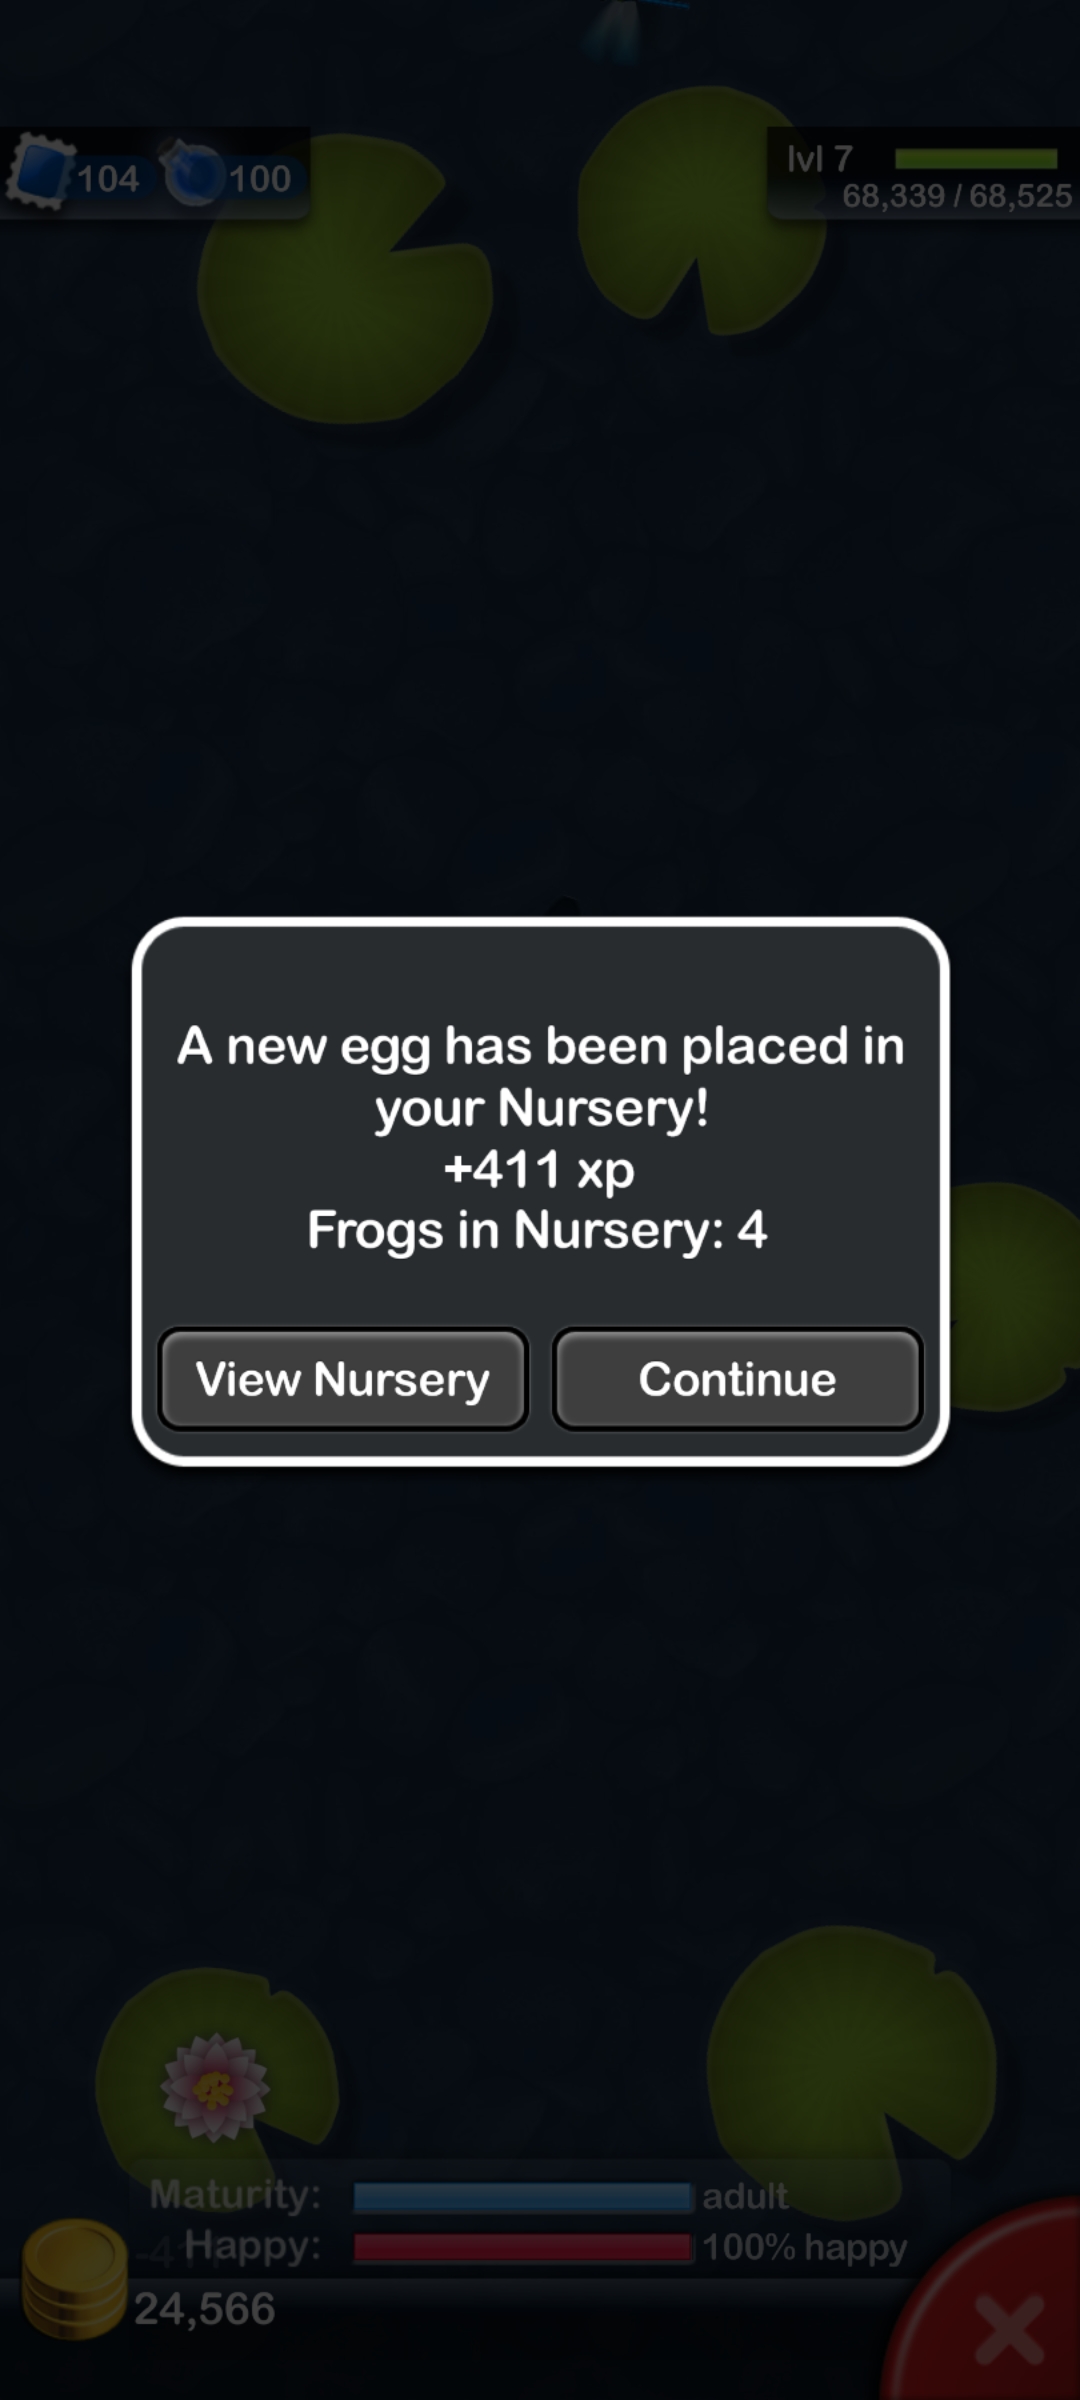 104 100
lvl 7
68,339 / 68,525
A new egg has been placed in
your Nursery!
+411 xp
Frogs in Nursery: 4
View Nursery Continue
Maturity: adult
Happy: 100% happy
24,566